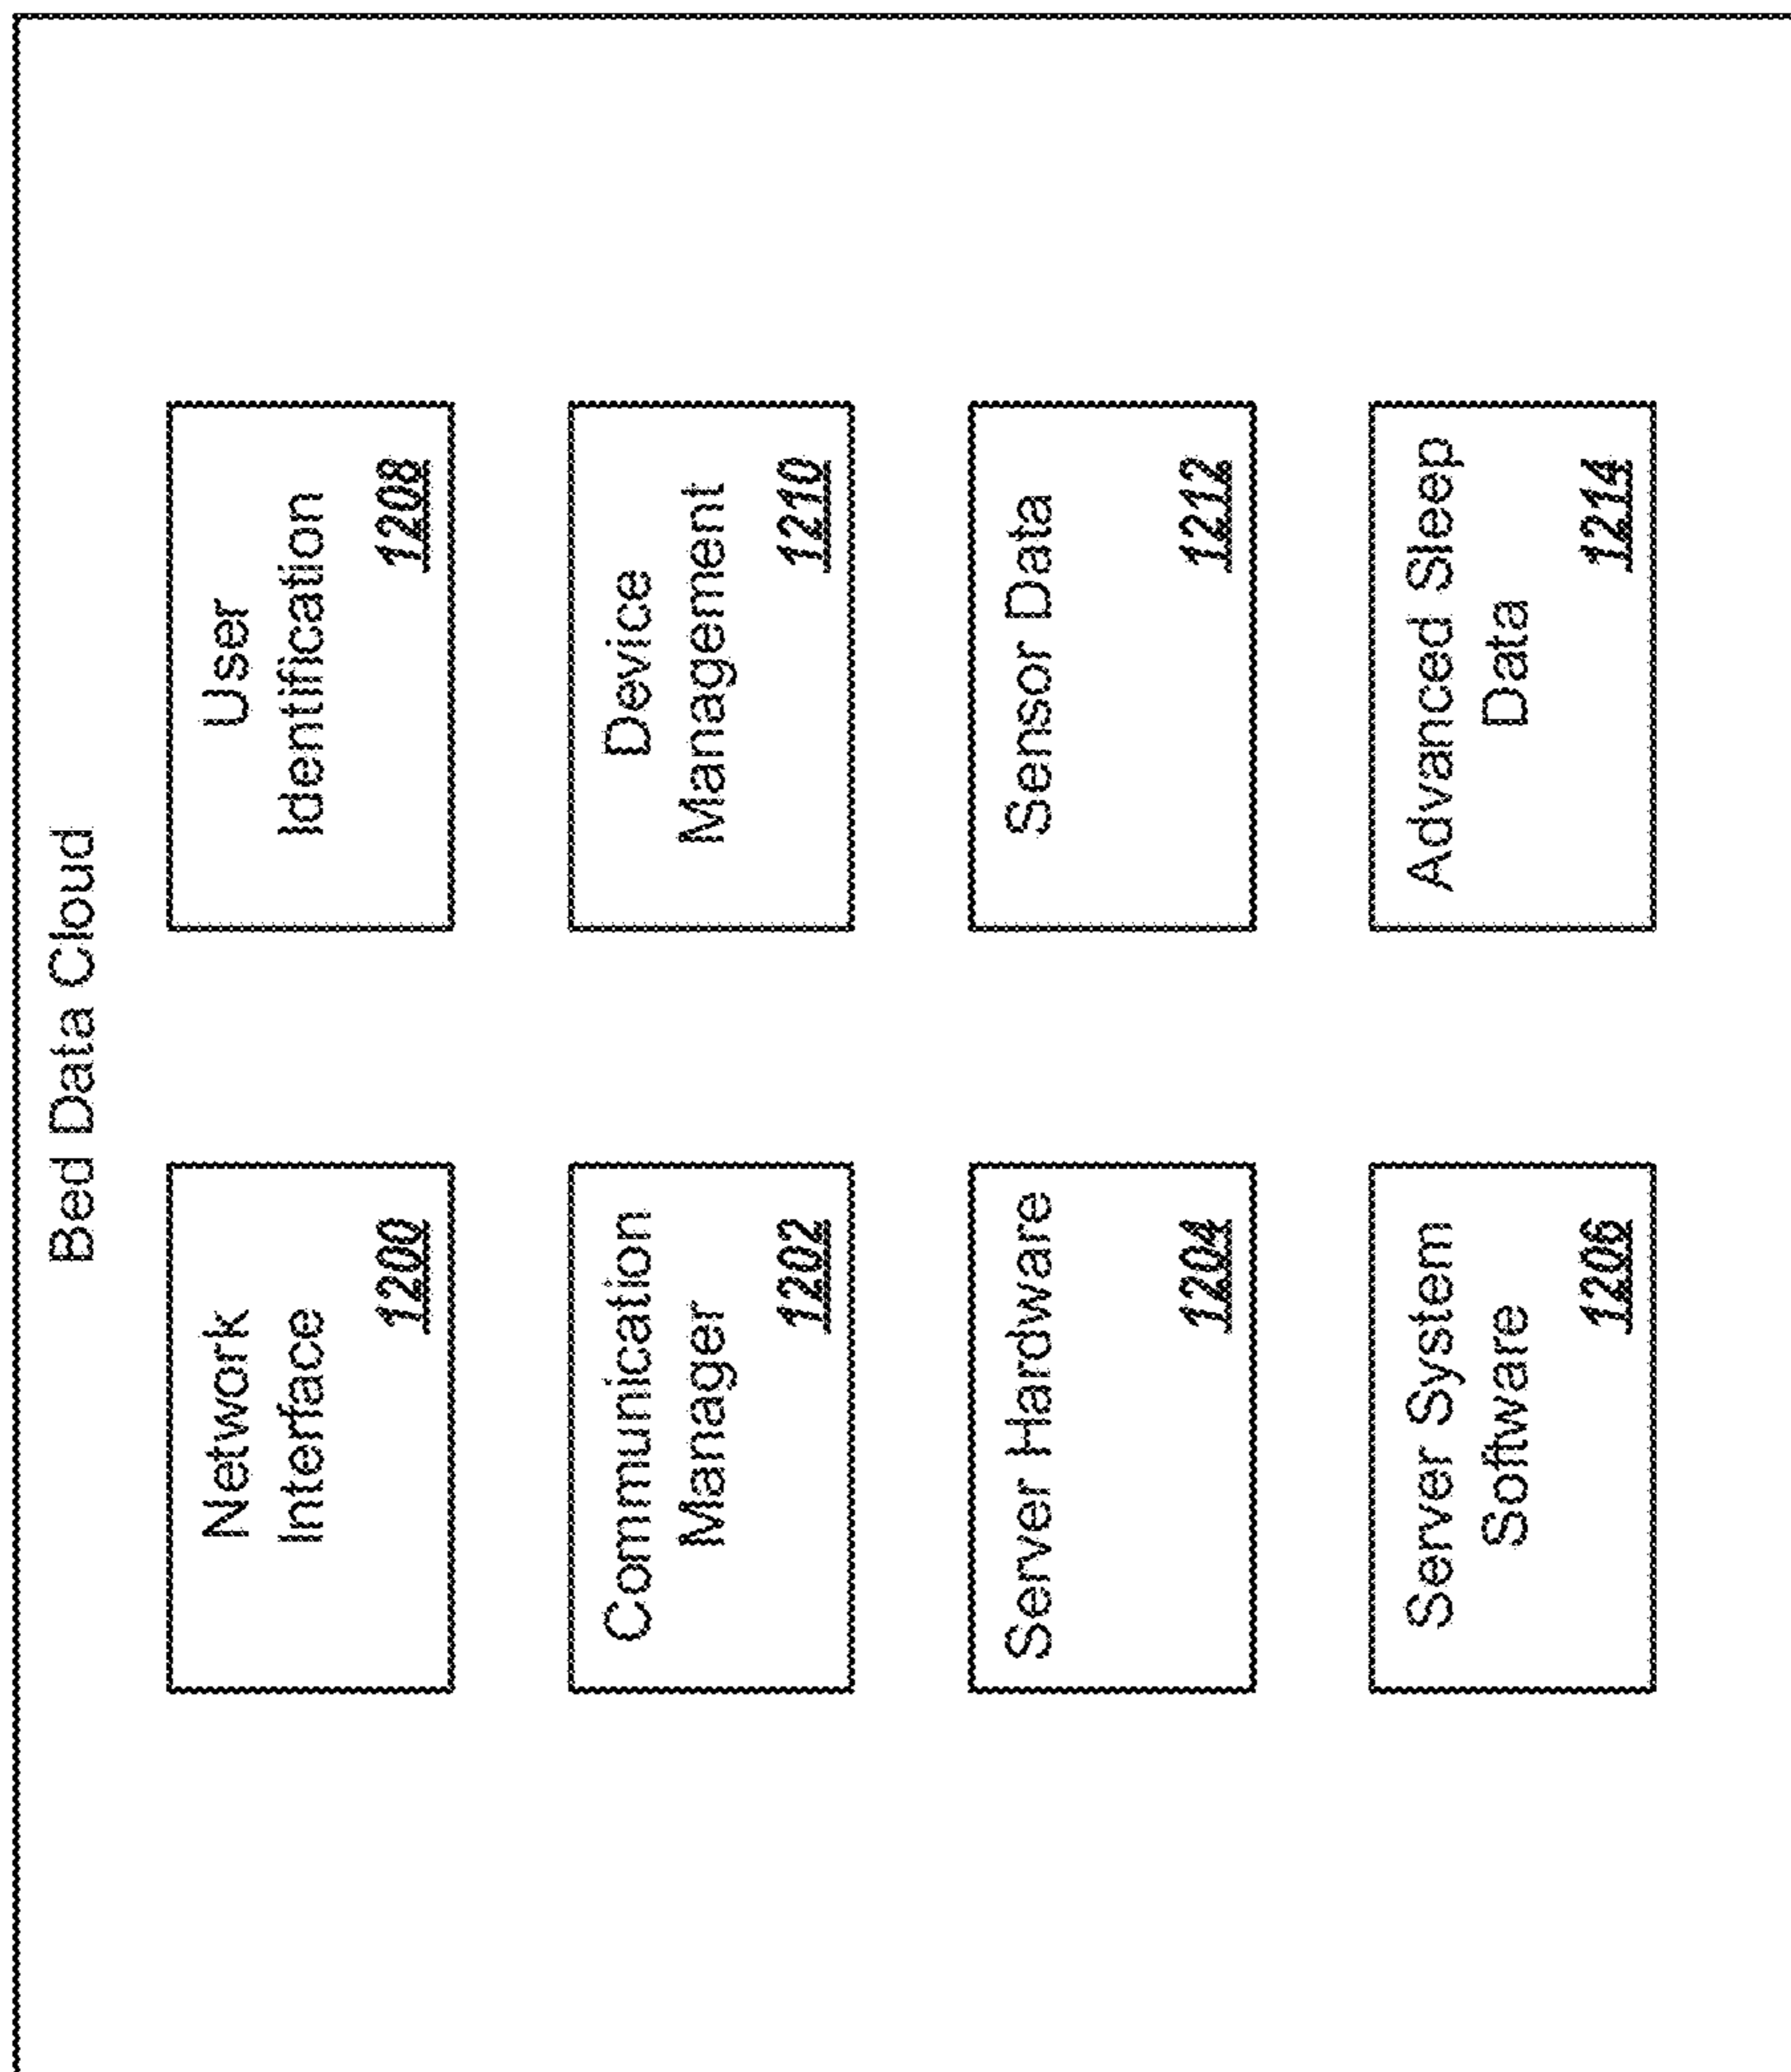 Bed Data Cloud
Network
Interface
1200
User
Identification
1208
Communication
Manager
1202
Device
Management
1210
Server Hardware
1204
Sensor Data
1212
Server System
Software
1206
Advanced Sleep
Data
1214